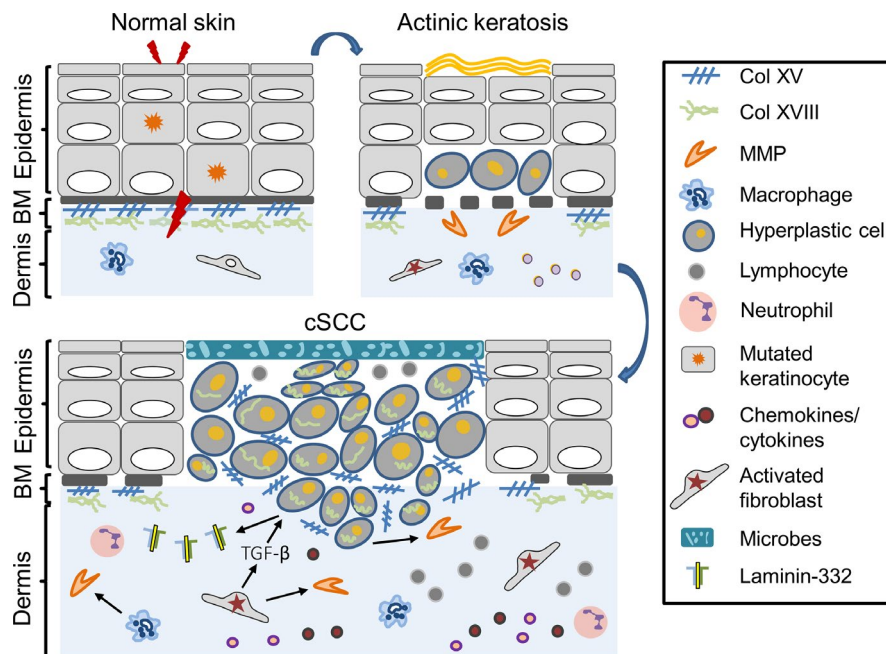 Normal skin
Actinic keratosis
Epidermis
BM
Dermis
cSCC
Epidermis
BM
Dermis
TGF-β
Col XV
Col XVIII
MMP
Macrophage
Hyperplastic cell
Lymphocyte
Neutrophil
Mutated
keratinocyte
Chemokines/
cytokines
Activated
fibroblast
Microbes
Laminin-332